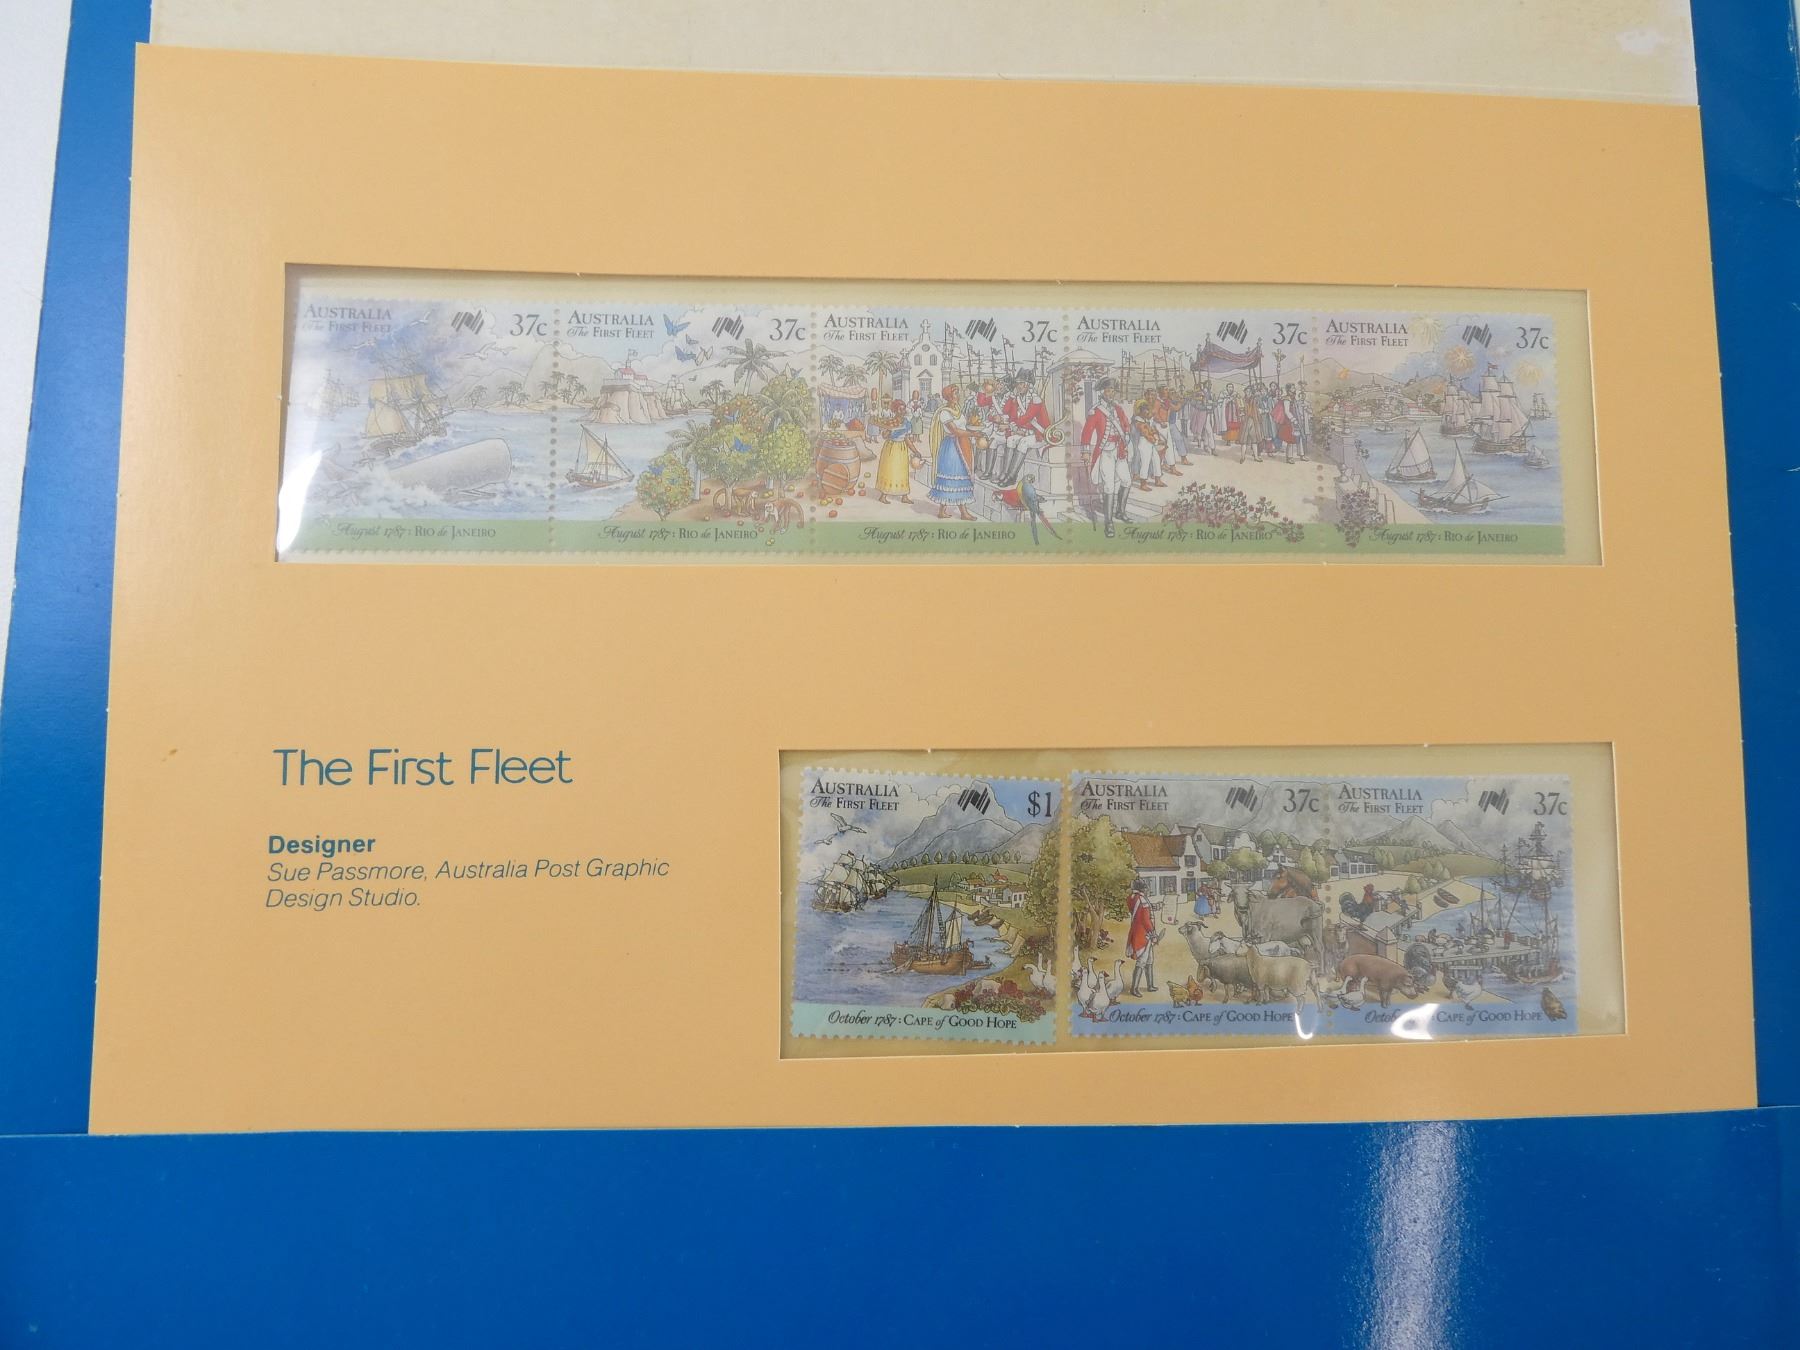 AUSTRALIA 37c
The FIRST FLEET
August 1787: RIO de JANEIRO
AUSTRALIA 37c
The FIRST FLEET
August 1787: RIO de JANEIRO
AUSTRALIA 37c
The FIRST FLEET
August 1787: RIO de JANEIRO
AUSTRALIA 37c
The FIRST FLEET
August 1787: RIO de JANEIRO
AUSTRALIA 37c
The FIRST FLEET
August 1787: RIO de JANEIRO
The First Fleet
Designer
Sue Passmore, Australia Post Graphic
Design Studio.
AUSTRALIA $1
The FIRST FLEET
October 1787: CAPE of GOOD HOPE
AUSTRALIA 37c
The FIRST FLEET
October 1787: CAPE of GOOD HOPE
AUSTRALIA 37c
The FIRST FLEET
October 1787: CAPE of GOOD HOPE